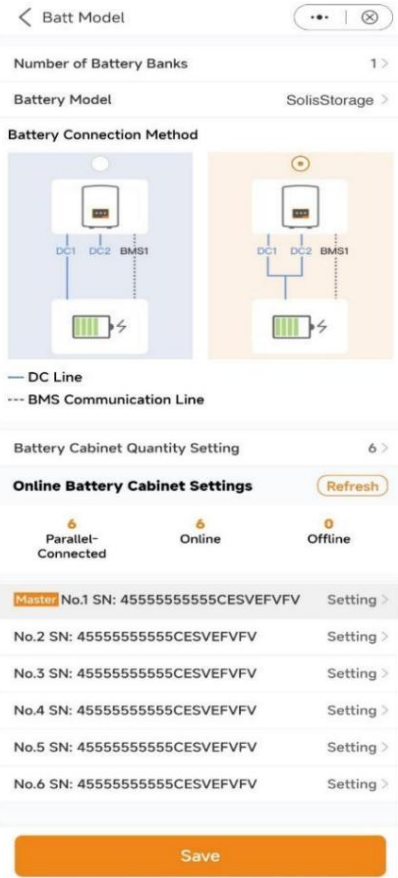 Batt Model
Number of Battery Banks 1
Battery Model SolisStorage
Battery Connection Method
DC1 DC2 BMS1 DC1 DC2 BMS1
DC Line
BMS Communication Line
Battery Cabinet Quantity Setting 6
Online Battery Cabinet Settings Refresh
6 6 0
Parallel- Online Offline
Connected
Master No.1 SN: 45555555555CESVEFVFV Setting
No.2 SN: 45555555555CESVEFVFV Setting
No.3 SN: 45555555555CESVEFVFV Setting
No.4 SN: 45555555555CESVEFVFV Setting
No.5 SN: 45555555555CESVEFVFV Setting
No.6 SN: 45555555555CESVEFVFV Setting
Save